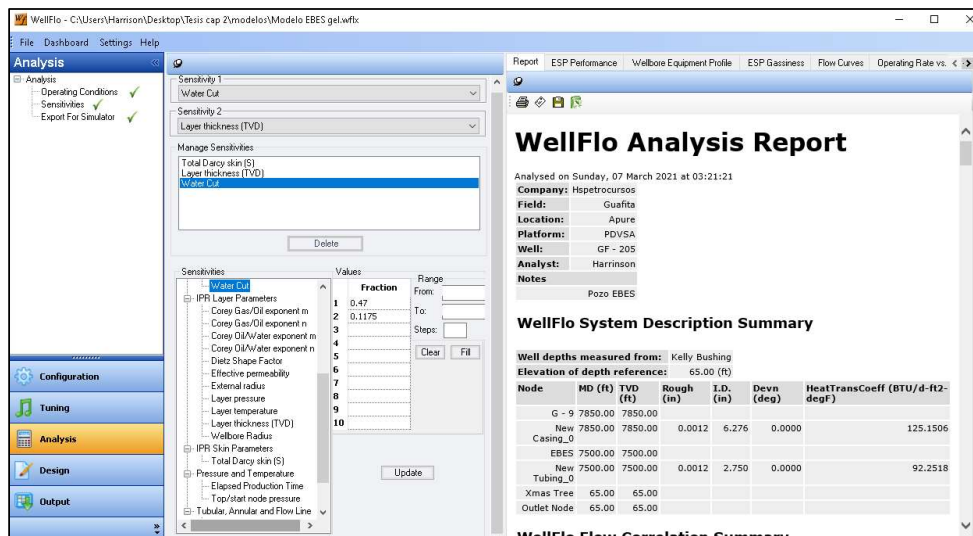 WellFlo - C:\Users\Harrison\Desktop\Tesis cap 2\modelos\Modelo EBES gel.wflx
File Dashboard Settings Help
Analysis
Analysis
Operating Conditions
Sensitivities
Export For Simulator
Configuration
Tuning
Analysis
Design
Output
Sensitivity 1
Water Cut
Sensitivity 2
Layer thickness (TVD)
Manage Sensitivities
Total Darcy skin (S)
Layer thickness (TVD)
Water Cut
Delete
Sensitivities
Water Cut
IPR Layer Parameters
Corey Gas/Oil exponent m
Corey Gas/Oil exponent n
Corey Oil/Water exponent m
Corey Oil/Water exponent n
Dietz Shape Factor
Effective permeability
External radius
Layer pressure
Layer temperature
Layer thickness (TVD)
Wellbore Radius
IPR Skin Parameters
Total Darcy skin (S)
Pressure and Temperature
Elapsed Production Time
Top/start node pressure
Tubular, Annular and Flow Line
Values
Fraction
1 0.47
2 0.1175
3
4
5
6
7
8
9
10
Range
From:
To:
Steps:
Clear Fill
Update
Report ESP Performance Wellbore Equipment Profile ESP Gassiness Flow Curves Operating Rate vs.
WellFlo Analysis Report
Analysed on Sunday, 07 March 2021 at 03:21:21
Company: Hspetrocursos
Field: Guafita
Location: Apure
Platform: PDVSA
Well: GF - 205
Analyst: Harrinson
Notes
Pozo EBES
WellFlo System Description Summary
Well depths measured from: Kelly Bushing
Elevation of depth reference: 65.00 (ft)
Node MD (ft) TVD (ft) Rough (in) I.D. (in) Devn (deg) HeatTransCoeff (BTU/d-ft2-degF)
G - 9 7850.00 7850.00
New Casing_0 7850.00 7850.00 0.0012 6.276 0.0000 125.1506
EBES 7500.00 7500.00
New Tubing_0 7500.00 7500.00 0.0012 2.750 0.0000 92.2518
Xmas Tree 65.00 65.00
Outlet Node 65.00 65.00
WellFlo Flow Correlation Summary